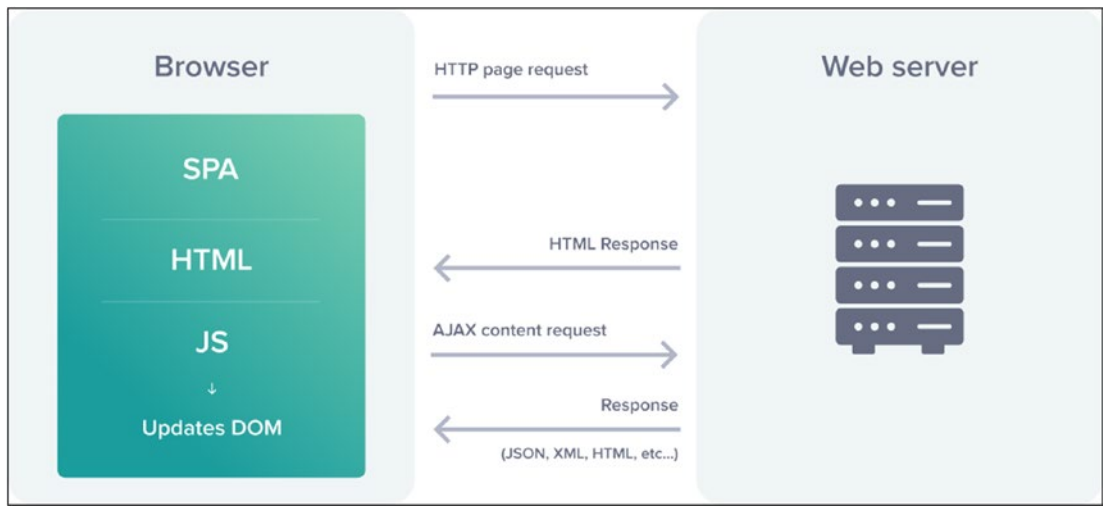 Browser
SPA
HTML
JS
↓
Updates DOM
HTTP page request
HTML Response
AJAX content request
Response
(JSON, XML, HTML, etc...)
Web server